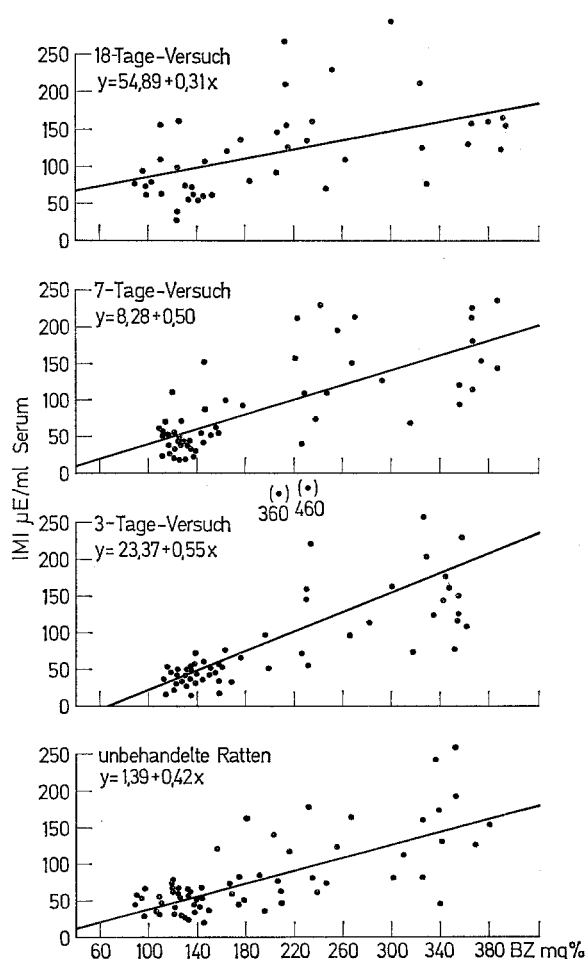 250
18-Tage-Versuch
200
y=54,89+0,31x
150
100
50
0
250
7-Tage-Versuch
200
y=8,28+0,50
150
100
50
0
IMI µE/ml Serum
(•) (•)
360 460
250
3-Tage-Versuch
200
y=23,37+0,55x
150
100
50
0
250
unbehandelte Ratten
200
y=1,39+0,42x
150
100
50
0
60 100 140 180 220 260 300 340 380 BZ mg%